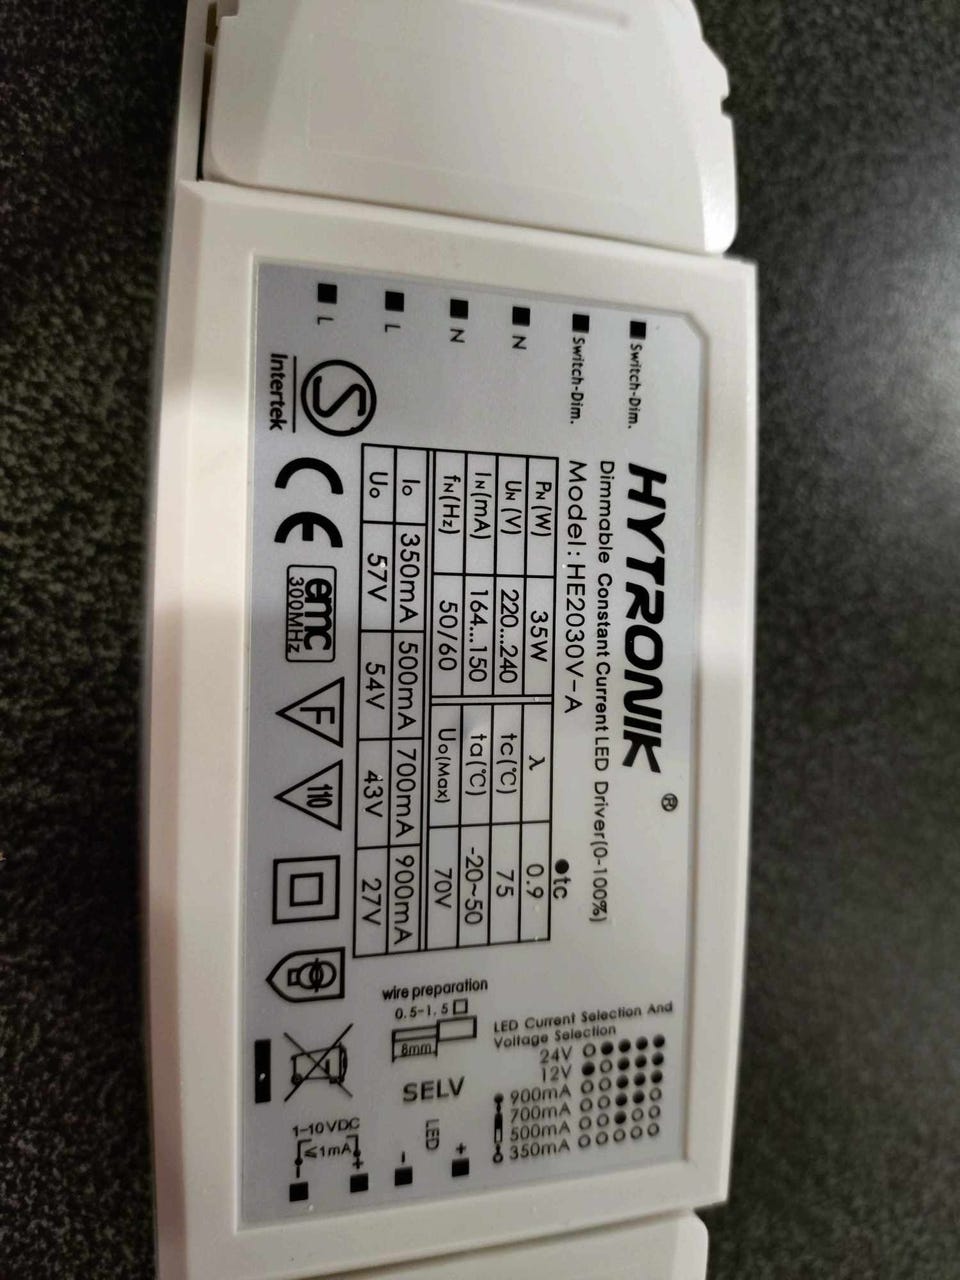 Switch-Dim.
Switch-Dim.
N
N
L
L
HYTRONIK®
Dimmable Constant Current LED Driver(0-100%)
Model: HE2030V-A
•tc
PN(W) 35W λ 0.9
UN (V) 220...240 tc(℃) 75
IN(mA) 164...150 ta(℃) -20~50
fN(Hz) 50/60 Uo(Max) 70V
Io 350mA 500mA 700mA 900mA
Uo 57V 54V 43V 27V
S
Intertek
CE
emc
300MHz
F
110
LED Current Selection And
Voltage Selection
24V
12V
900mA
700mA
500mA
350mA
wire preparation
0.5-1.5
8mm
SELV
LED
+
-
1-10VDC
≤1mA
+
-